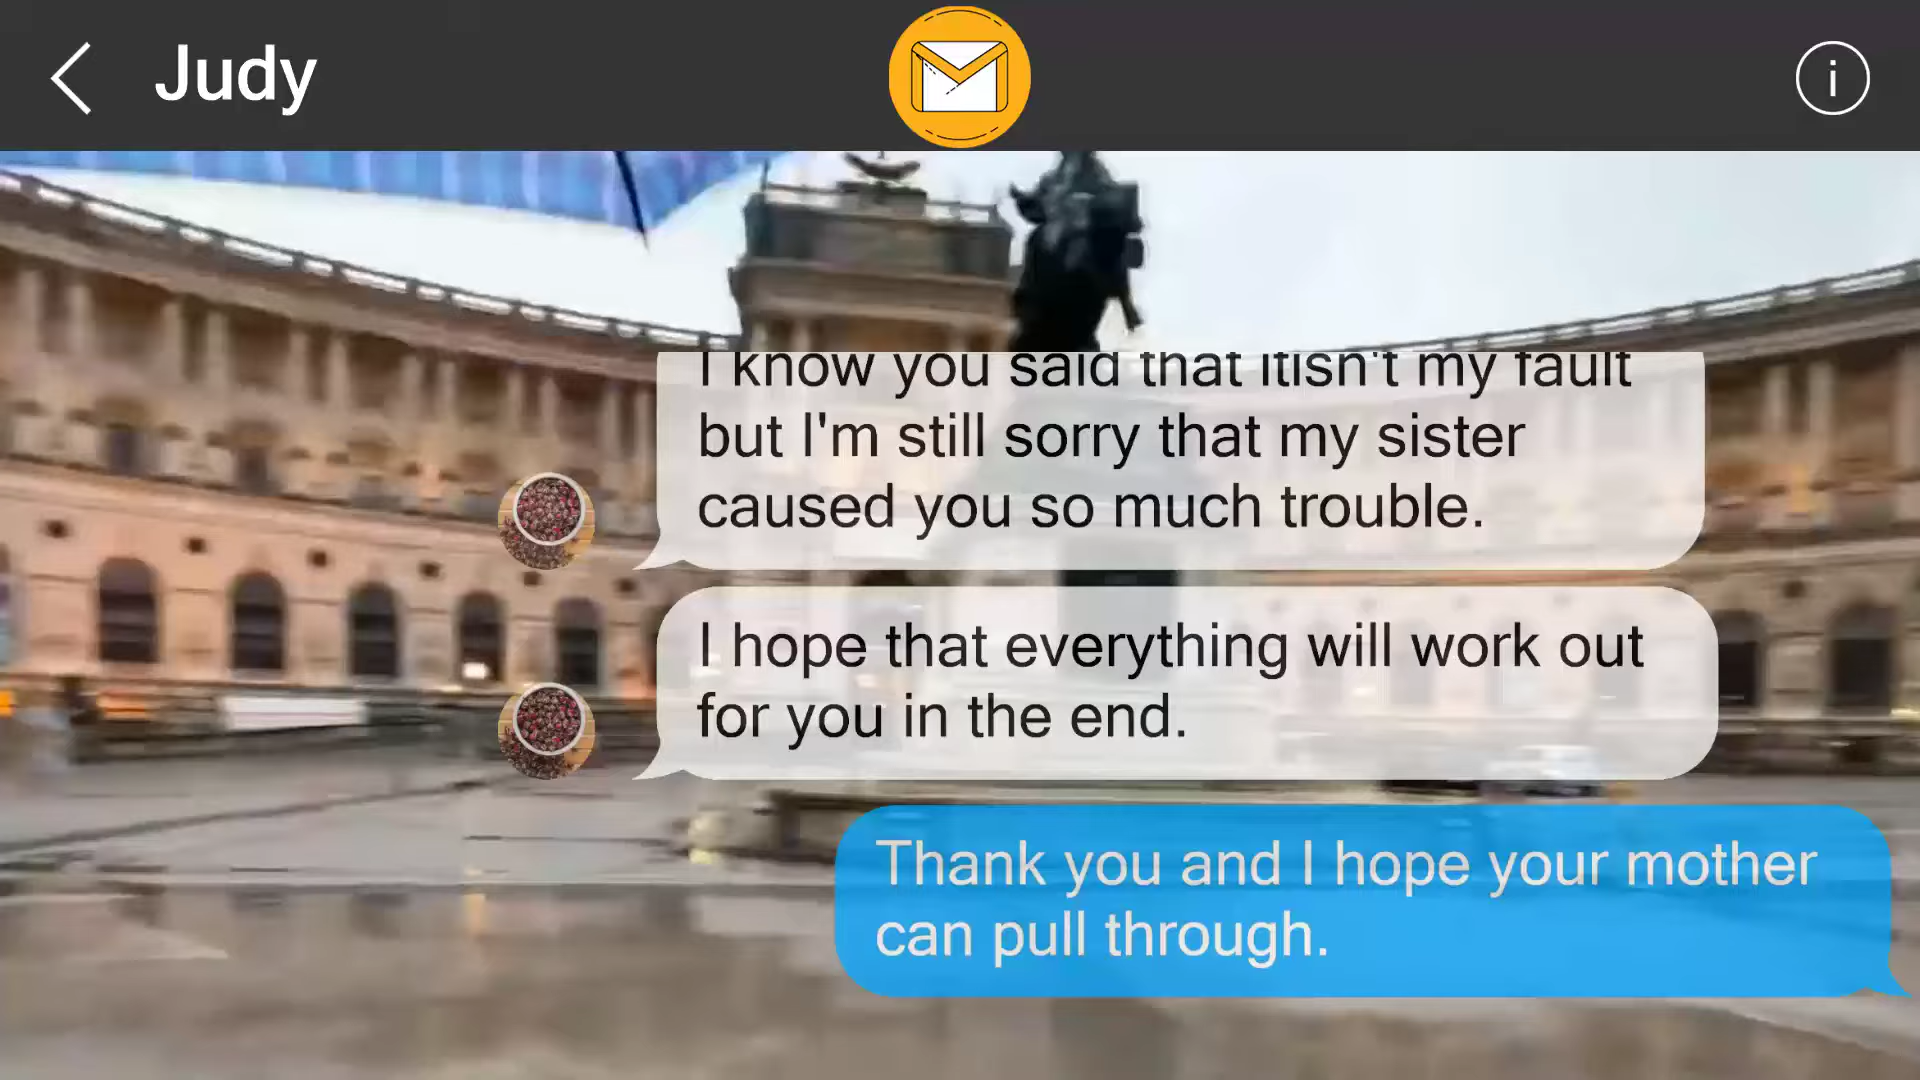 Judy
i
I know you said that itisn't my fault
but I'm still sorry that my sister
caused you so much trouble.
I hope that everything will work out
for you in the end.
Thank you and I hope your mother
can pull through.